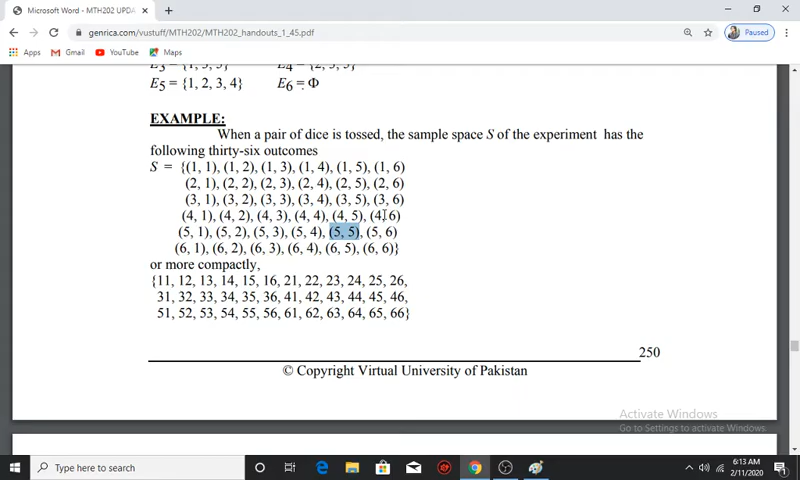 Microsoft Word - MTH202 UPDA
genrica.com/vustuff/MTH202/MTH202_handouts_1_45.pdf
Paused
Apps Gmail YouTube Maps
E3 = {1, 3, 5} E4 = {2, 3, 5}
E5 = {1, 2, 3, 4} E6 = Φ
EXAMPLE:
When a pair of dice is tossed, the sample space S of the experiment has the
following thirty-six outcomes
S = {(1, 1), (1, 2), (1, 3), (1, 4), (1, 5), (1, 6)
(2, 1), (2, 2), (2, 3), (2, 4), (2, 5), (2, 6)
(3, 1), (3, 2), (3, 3), (3, 4), (3, 5), (3, 6)
(4, 1), (4, 2), (4, 3), (4, 4), (4, 5), (4, 6)
(5, 1), (5, 2), (5, 3), (5, 4), (5, 5), (5, 6)
(6, 1), (6, 2), (6, 3), (6, 4), (6, 5), (6, 6)}
or more compactly,
{11, 12, 13, 14, 15, 16, 21, 22, 23, 24, 25, 26,
31, 32, 33, 34, 35, 36, 41, 42, 43, 44, 45, 46,
51, 52, 53, 54, 55, 56, 61, 62, 63, 64, 65, 66}
250
© Copyright Virtual University of Pakistan
Activate Windows
Go to Settings to activate Windows.
Type here to search
6:13 AM
2/11/2020